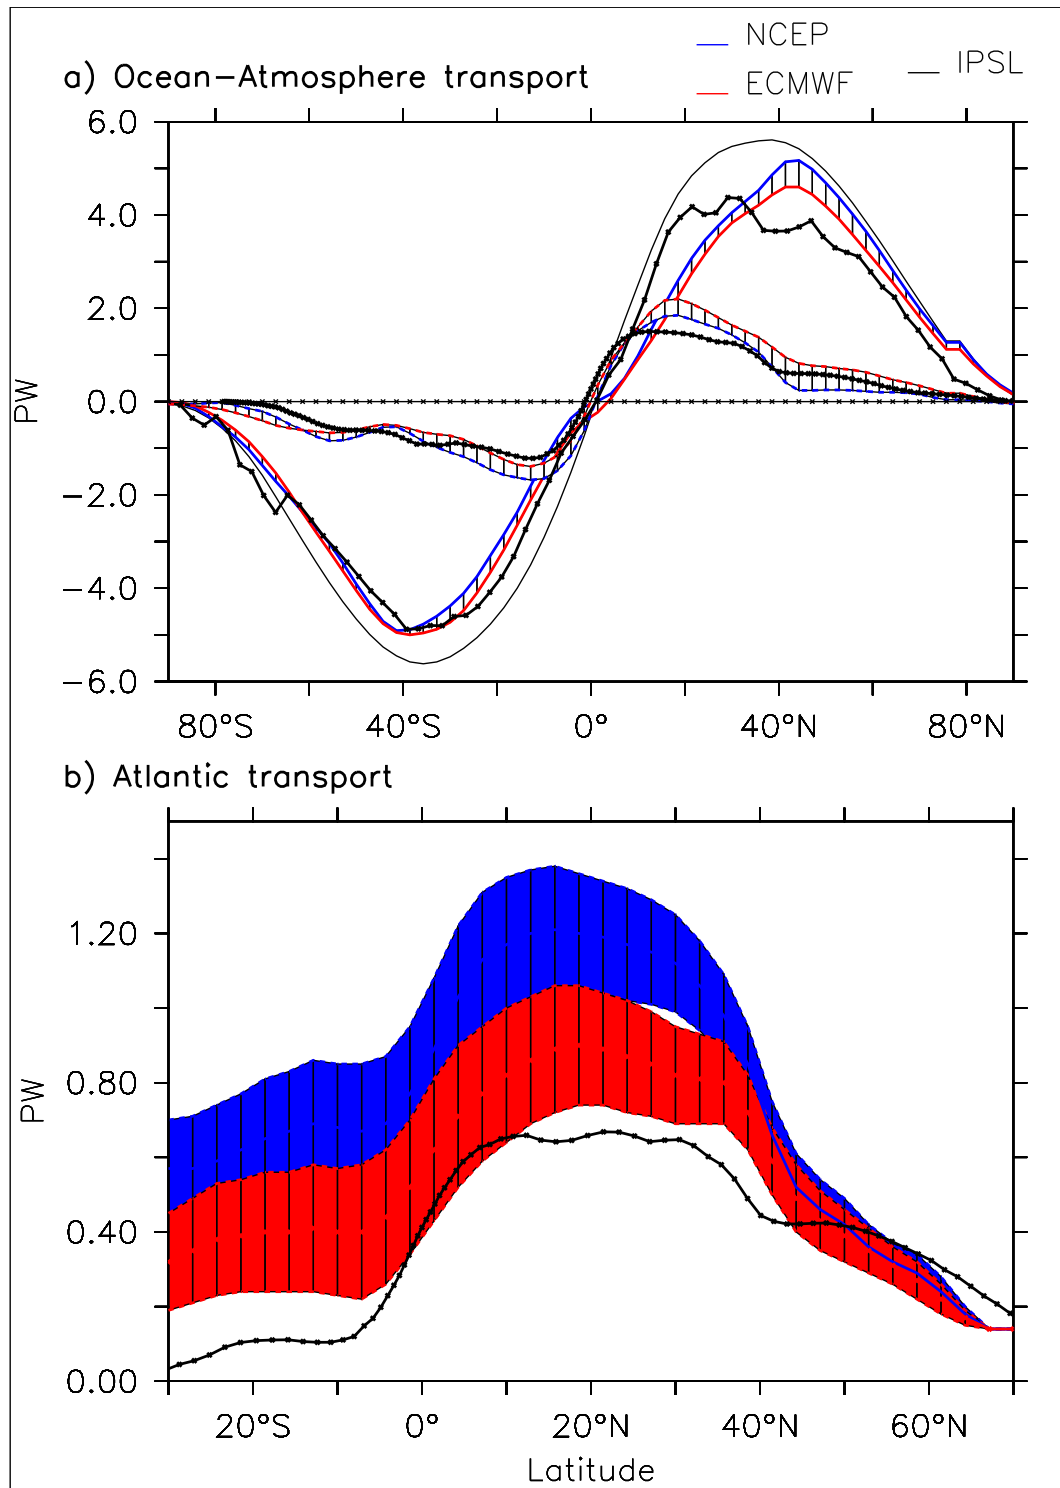 NCEP
IPSL
a) Ocean−Atmosphere transport
ECMWF
6.0
4.0
2.0
0.0
−2.0
−4.0
−6.0
PW
80°S 40°S 0° 40°N 80°N
b) Atlantic transport
1.20
0.80
0.40
0.00
PW
20°S 0° 20°N 40°N 60°N
Latitude